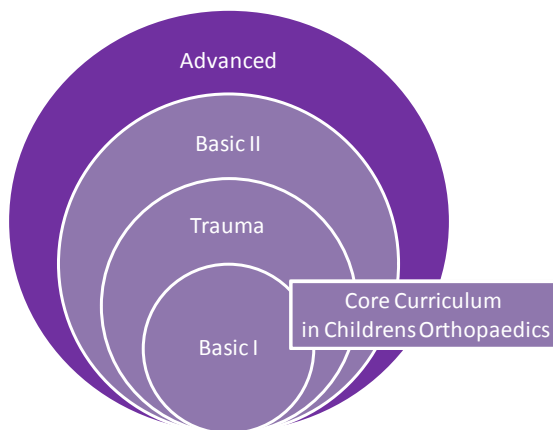 Advanced
Basic II
Trauma
Basic I
Core Curriculum
in Childrens Orthopaedics